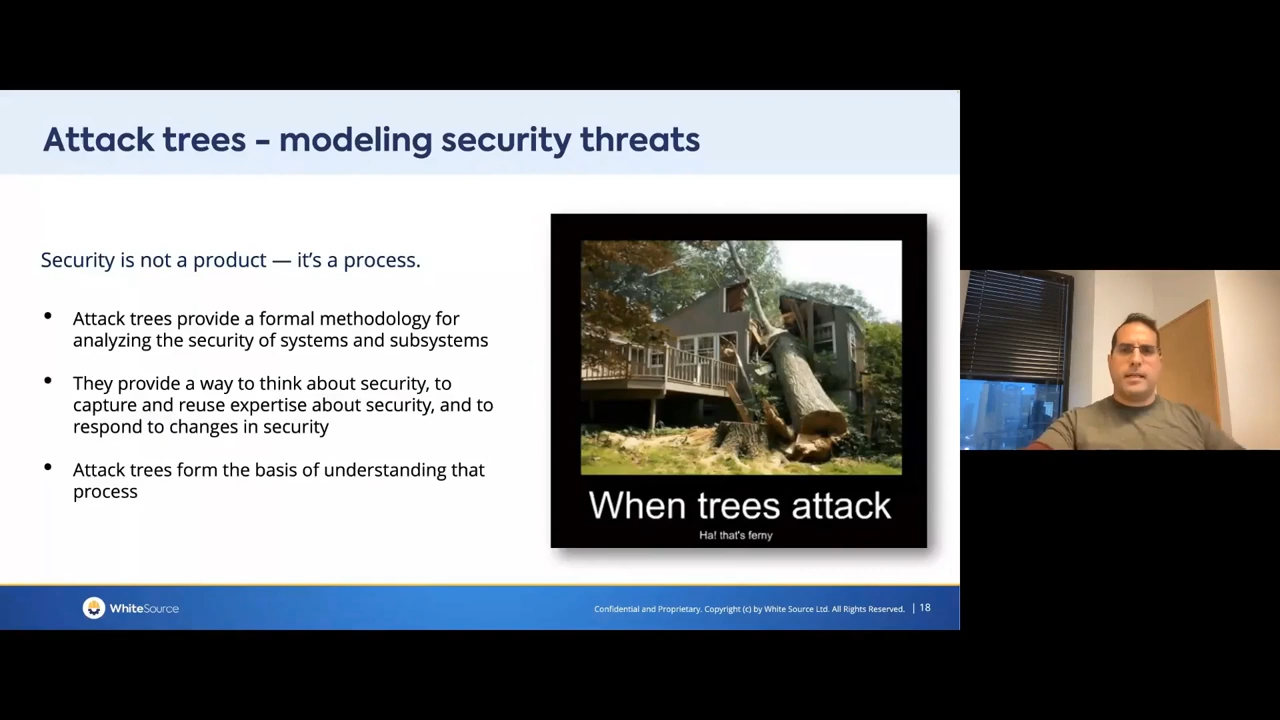 Attack trees - modeling security threats
Security is not a product — it's a process.
• Attack trees provide a formal methodology for
analyzing the security of systems and subsystems
• They provide a way to think about security, to
capture and reuse expertise about security, and to
respond to changes in security
• Attack trees form the basis of understanding that
process
When trees attack
Ha! that's ferny
WhiteSource
Confidential and Proprietary. Copyright (c) by White Source Ltd. All Rights Reserved. | 18